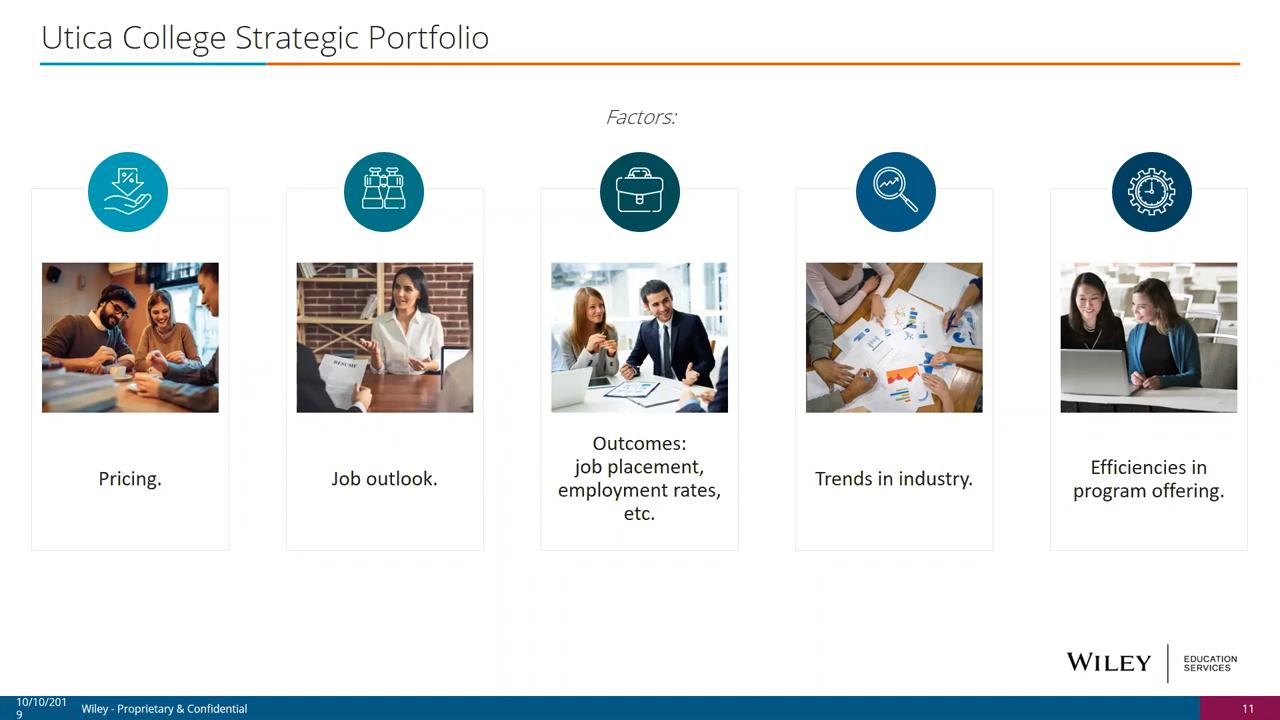 Utica College Strategic Portfolio
Factors:
%
RESUME
Pricing.
Job outlook.
Outcomes:
job placement,
employment rates,
etc.
Trends in industry.
Efficiencies in
program offering.
WILEY
EDUCATION
SERVICES
10/10/201
9
Wiley - Proprietary & Confidential
11